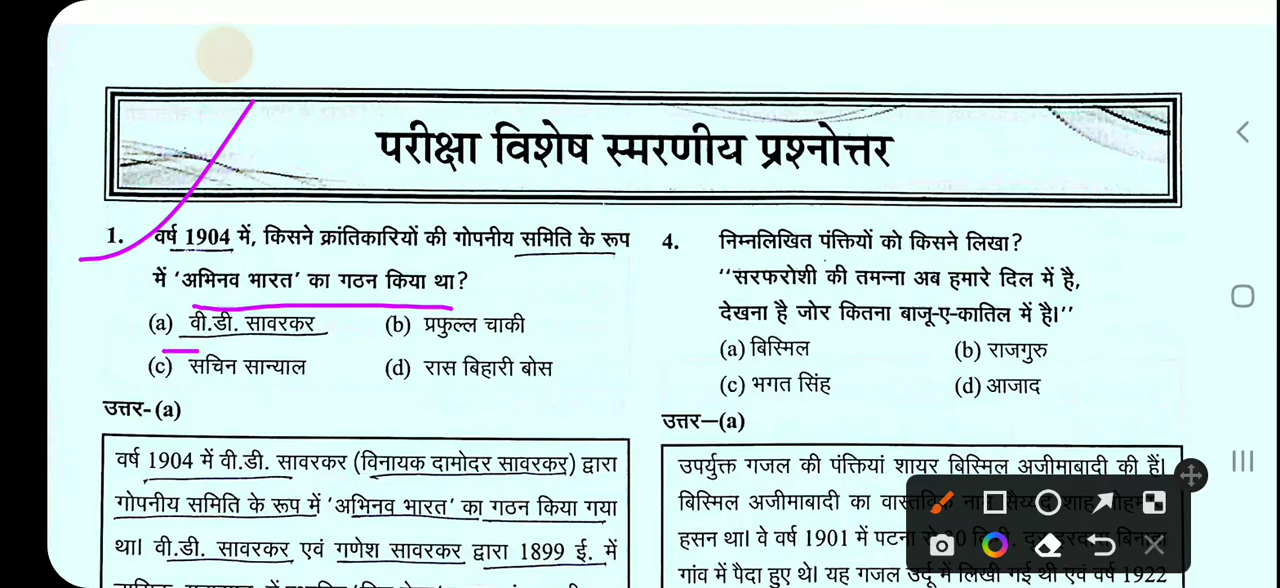 परीक्षा विशेष स्मरणीय प्रश्नोत्तर
1. वर्ष 1904 में, किसने क्रांतिकारियों की गोपनीय समिति के रूप
में ‘अभिनव भारत’ का गठन किया था?
(a) वी.डी. सावरकर (b) प्रफुल्ल चाकी
(c) सचिन सान्याल (d) रास बिहारी बोस
उत्तर-(a)
वर्ष 1904 में वी.डी. सावरकर (विनायक दामोदर सावरकर) द्वारा
गोपनीय समिति के रूप में ‘अभिनव भारत’ का गठन किया गया
था। वी.डी. सावरकर एवं गणेश सावरकर द्वारा 1899 ई. में
4. निम्नलिखित पंक्तियों को किसने लिखा?
‘‘सरफरोशी की तमन्ना अब हमारे दिल में है,
देखना है जोर कितना बाजू-ए-कातिल में है।’’
(a) बिस्मिल (b) राजगुरु
(c) भगत सिंह (d) आजाद
उत्तर—(a)
उपर्युक्त गजल की पंक्तियां शायर बिस्मिल अजीमाबादी की हैं।
बिस्मिल अजीमाबादी का वास्तविक नाम सैय्यद शाह
हसन था। वे वर्ष 1901 में पटना से
गांव में पैदा हुए थे। यह गजल उर्दू में लिखी गई थी एवं वर्ष 1922